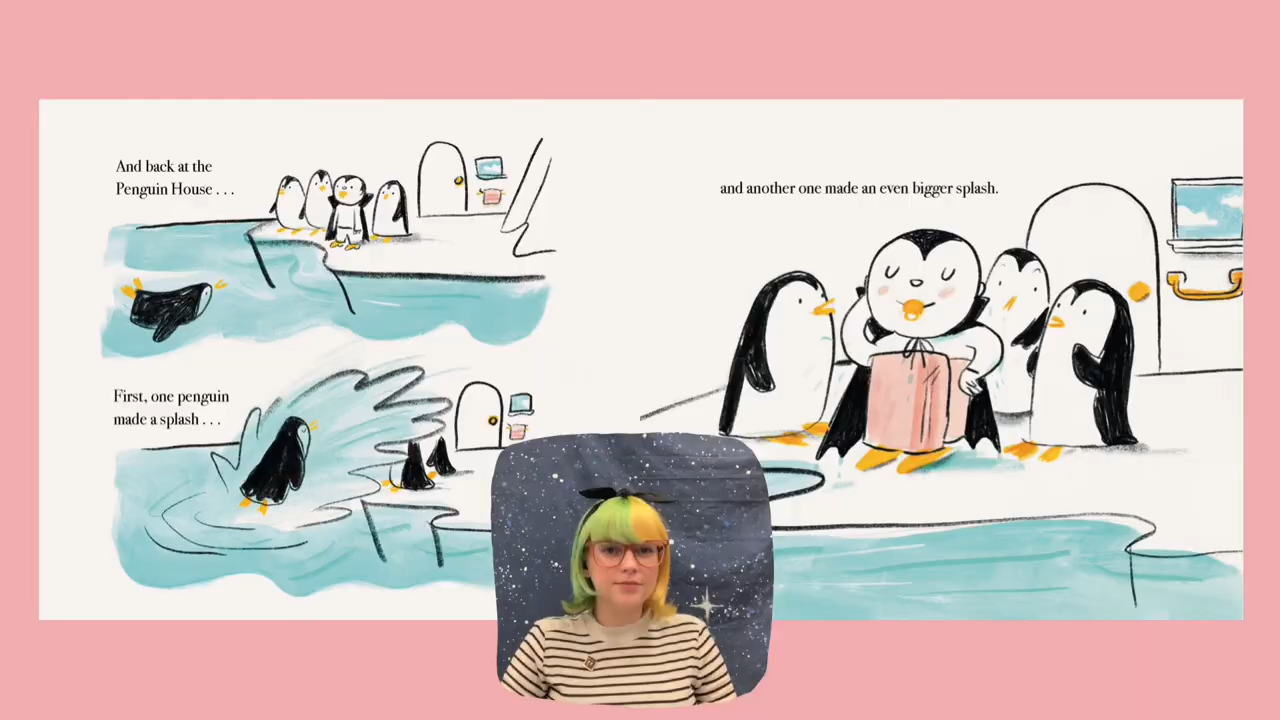 And back at the
Penguin House . . .
First, one penguin
made a splash . . .
and another one made an even bigger splash.